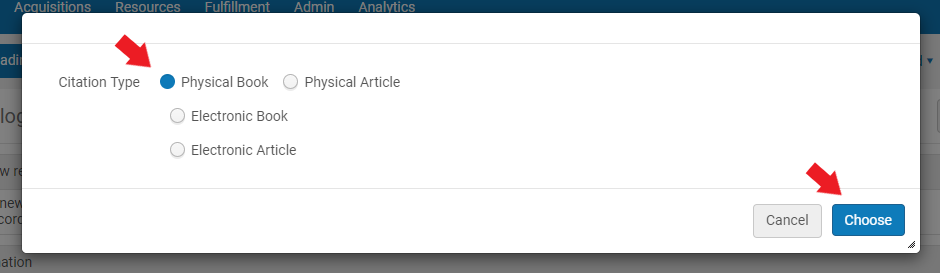 Acquisitions Resources Fulfillment Admin Analytics
Citation Type Physical Book Physical Article
Electronic Book
Electronic Article
Cancel Choose